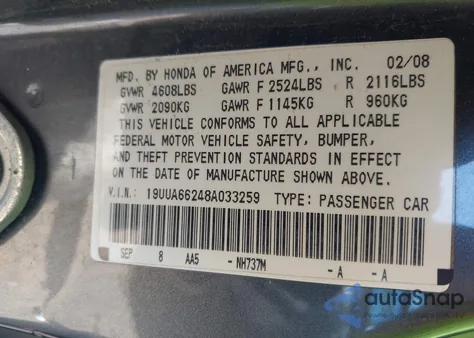 MFD. BY HONDA OF AMERICA MFG., INC. 02/08
GVWR 4608LBS GAWR F 2524LBS R 2116LBS
GVWR 2090KG GAWR F 1145KG R 960KG
THIS VEHICLE CONFORMS TO ALL APPLICABLE
FEDERAL MOTOR VEHICLE SAFETY, BUMPER,
AND THEFT PREVENTION STANDARDS IN EFFECT
ON THE DATE OF MANUFACTURE SHOWN ABOVE.
V.I.N.: 19UUA66248A033259 TYPE: PASSENGER CAR
SEP 8 AA5 - NH737M -A -A
autoSnap